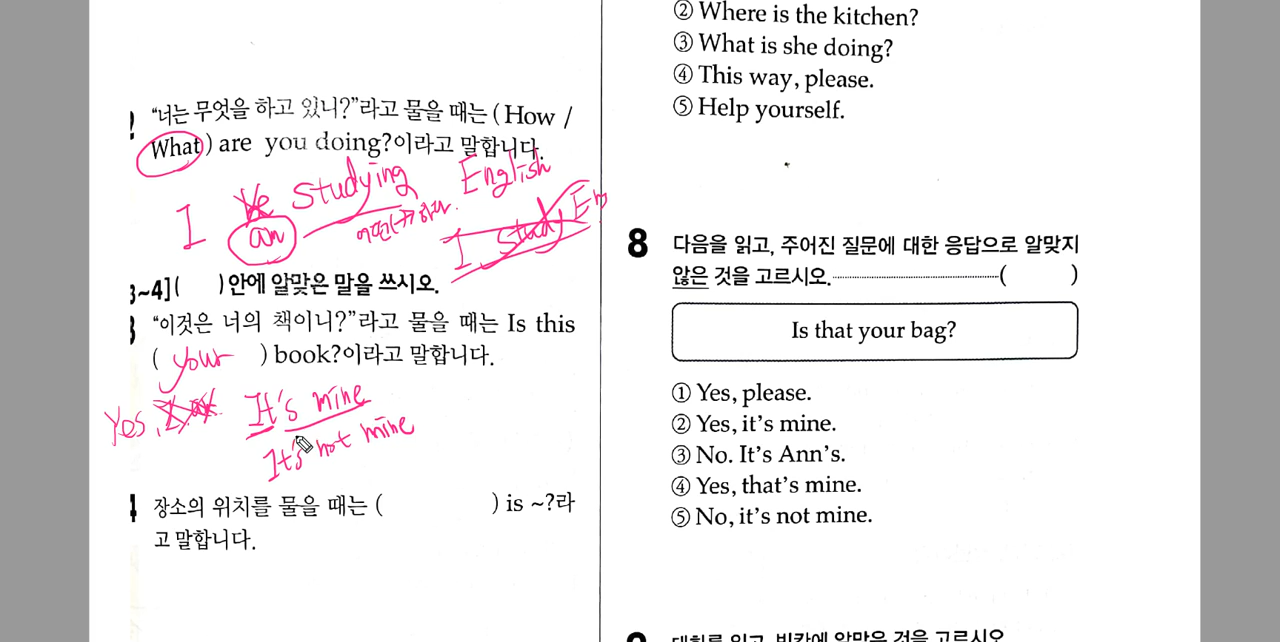 "너는 무엇을 하고 있니?"라고 물을 때는 (How /
What) are you doing?이라고 말합니다.
I am studying English
I study En
3~4] ( ) 안에 알맞은 말을 쓰시오.
3 "이것은 너의 책이니?"라고 물을 때는 Is this
( your ) book?이라고 말합니다.
Yes, It's mine
It's not mine
4 장소의 위치를 물을 때는 ( ) is ~?라
고 말합니다.
② Where is the kitchen?
③ What is she doing?
④ This way, please.
⑤ Help yourself.
8 다음을 읽고, 주어진 질문에 대한 응답으로 알맞지
않은 것을 고르시오. ( )
Is that your bag?
① Yes, please.
② Yes, it's mine.
③ No. It's Ann's.
④ Yes, that's mine.
⑤ No, it's not mine.